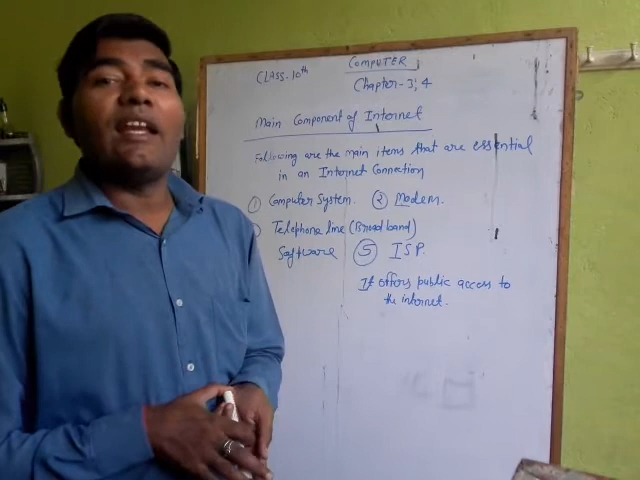 COMPUTER
CLASS-10th
Chapter-3; 4
Main Component of Internet
Following are the main items that are essential
in an Internet Connection
① Computer System. ② Modem.
Telephone line (Broadband)
Software ⑤ ISP.
It offers public access to
the internet.